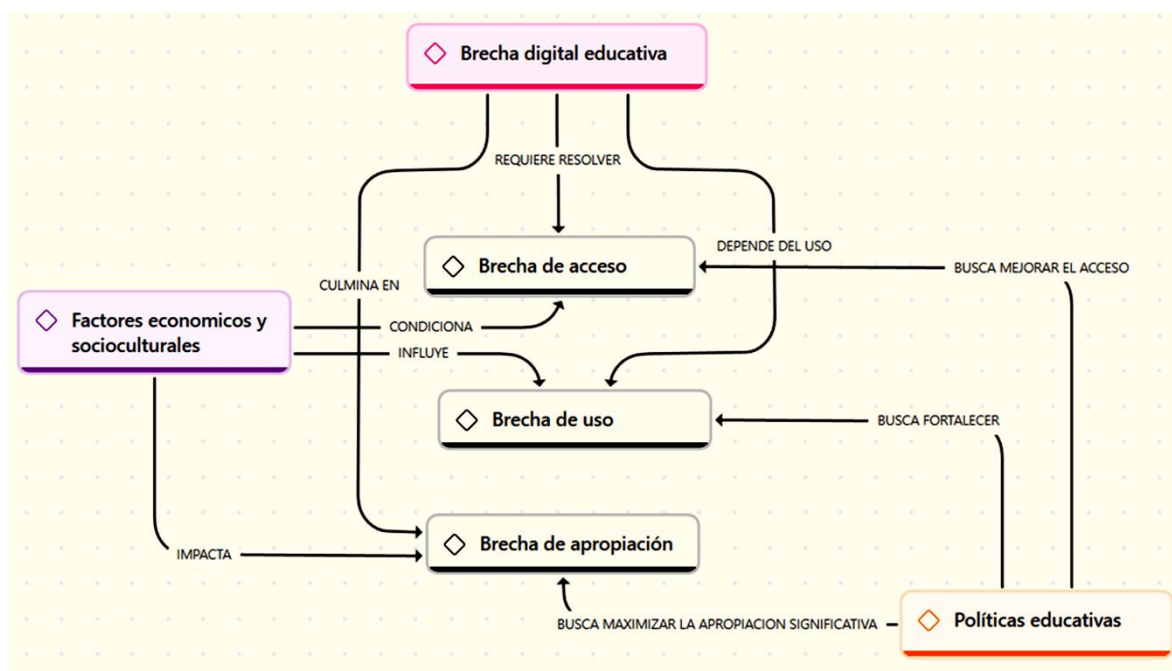 Brecha digital educativa
REQUIERE RESOLVER
DEPENDE DEL USO
Brecha de acceso
BUSCA MEJORAR EL ACCESO
CULMINA EN
Factores economicos y
socioculturales
CONDICIONA
INFLUYE
Brecha de uso
BUSCA FORTALECER
Brecha de apropiación
IMPACTA
BUSCA MAXIMIZAR LA APROPIACION SIGNIFICATIVA
Políticas educativas